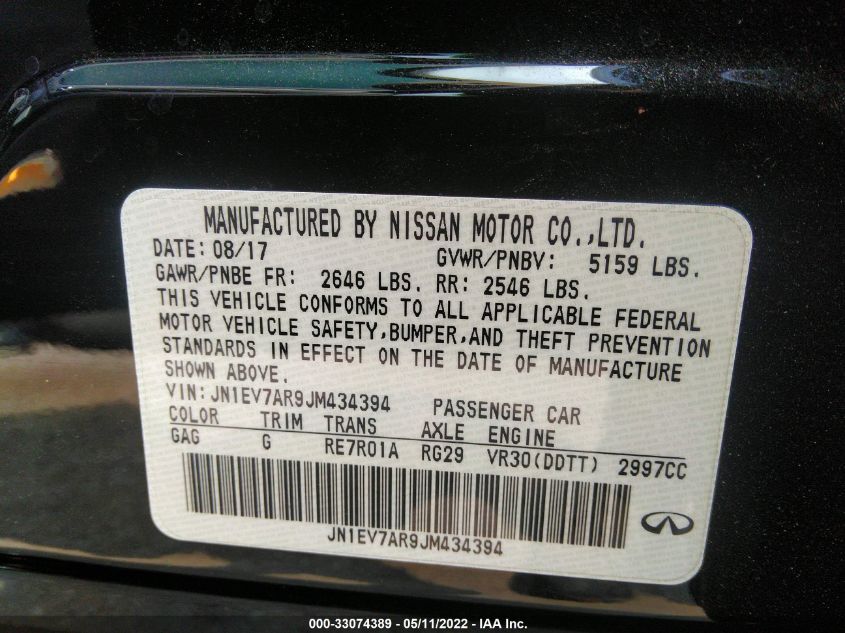 MANUFACTURED BY NISSAN MOTOR CO.,LTD.
DATE: 08/17 GVWR/PNBV: 5159 LBS.
GAWR/PNBE FR: 2646 LBS. RR: 2546 LBS.
THIS VEHICLE CONFORMS TO ALL APPLICABLE FEDERAL
MOTOR VEHICLE SAFETY,BUMPER,AND THEFT PREVENTION
STANDARDS IN EFFECT ON THE DATE OF MANUFACTURE
SHOWN ABOVE.
VIN:JN1EV7AR9JM434394 PASSENGER CAR
COLOR TRIM TRANS AXLE ENGINE
GAG G RE7R01A RG29 VR30(DDTT) 2997CC
JN1EV7AR9JM434394
000-33074389 - 05/11/2022 - IAA Inc.